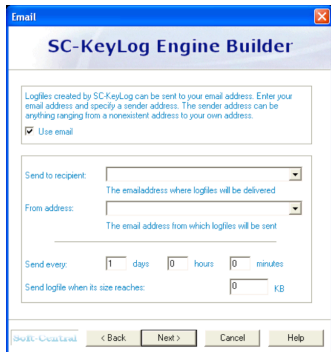 Email
SC-KeyLog Engine Builder
Logfiles created by SC-KeyLog can be sent to your email address. Enter your
email address and specify a sender address. The sender address can be
anything ranging from a nonexistent address to your own address.
Use email
Send to recipient:
The emailaddress where logfiles will be delivered
From address:
The email address from which logfiles will be sent
Send every: 1 days 0 hours 0 minutes
Send logfile when its size reaches: 0 KB
Soft-Central < Back Next > Cancel Help